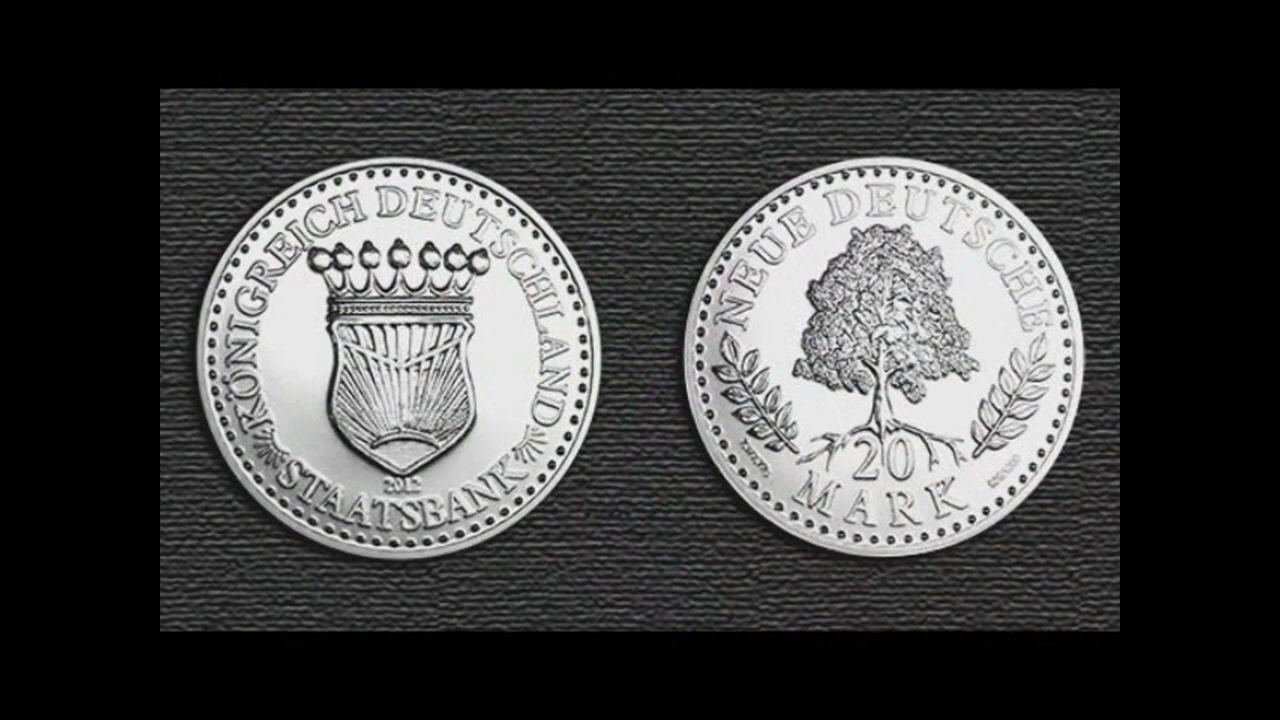 KÖNIGREICH DEUTSCHLAND
2012
STAATSBANK
NEUE DEUTSCHE
20
MARK